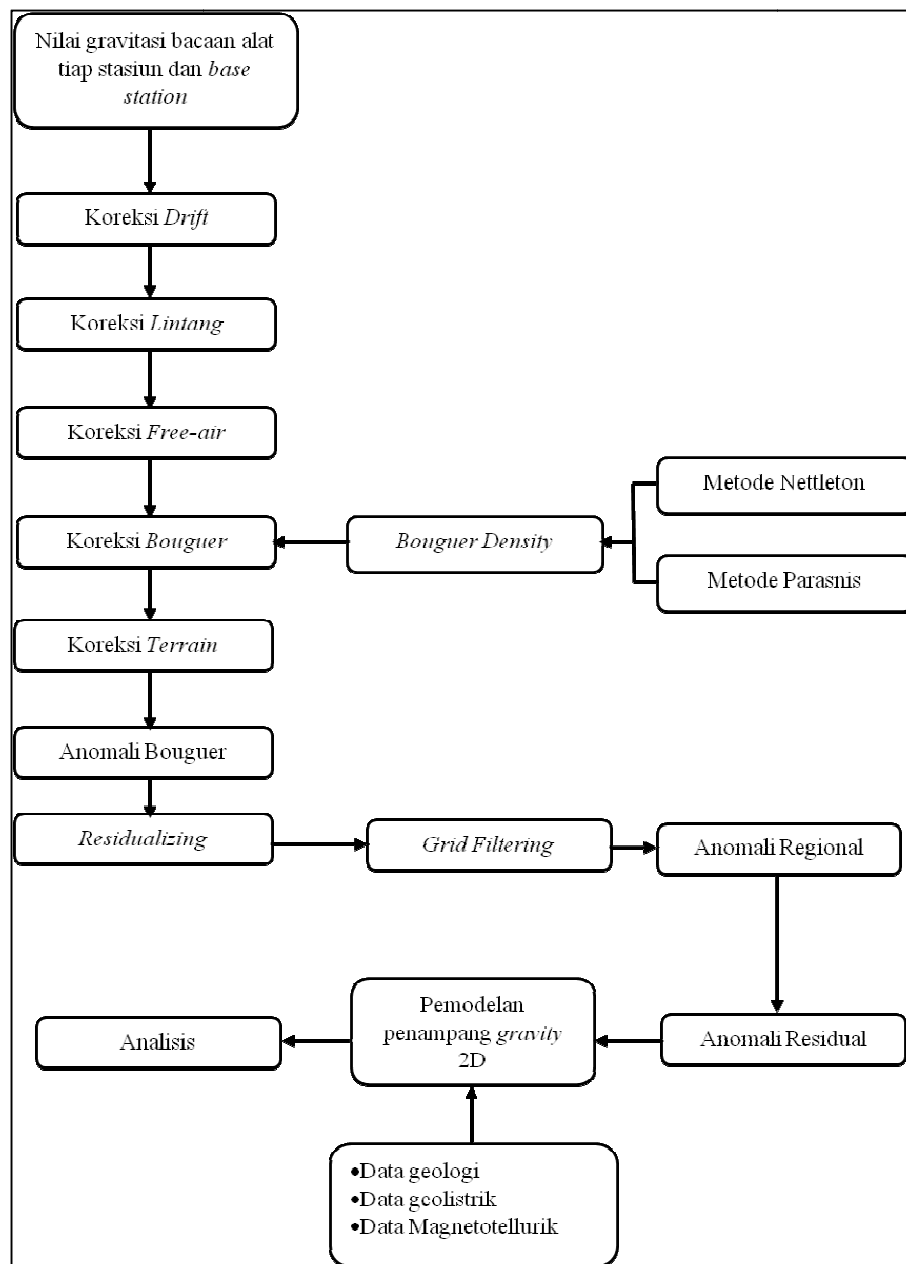 Nilai gravitasi bacaan alat
tiap stasiun dan base
station
Koreksi Drift
Koreksi Lintang
Koreksi Free-air
Koreksi Bouguer
Bouguer Density
Metode Nettleton
Metode Parasnis
Koreksi Terrain
Anomali Bouguer
Residualizing
Grid Filtering
Anomali Regional
Anomali Residual
Pemodelan
penampang gravity
2D
Analisis
•Data geologi
•Data geolistrik
•Data Magnetotellurik